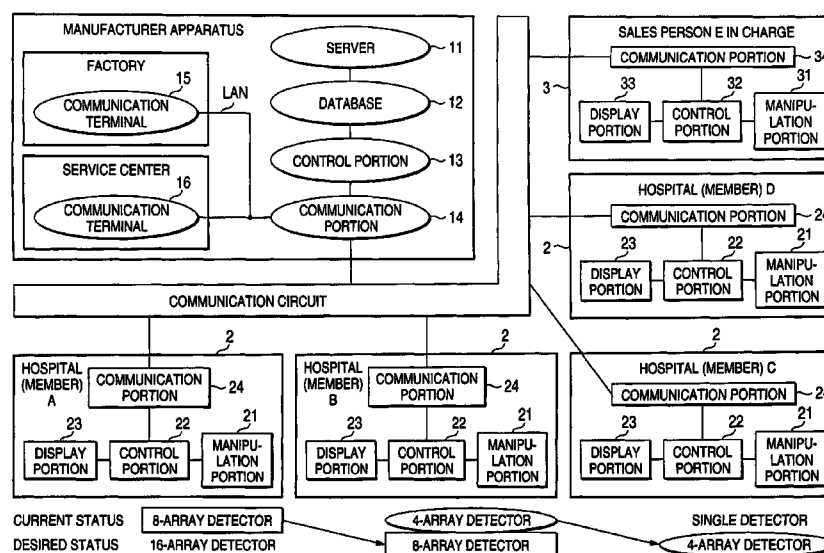 MANUFACTURER APPARATUS
SERVER
11
DATABASE
12
CONTROL PORTION
13
COMMUNICATION
PORTION
14
FACTORY
15
COMMUNICATION
TERMINAL
LAN
SERVICE CENTER
16
COMMUNICATION
TERMINAL
COMMUNICATION CIRCUIT
SALES PERSON E IN CHARGE
COMMUNICATION PORTION
34
3
33
32
31
DISPLAY
PORTION
CONTROL
PORTION
MANIPU-
LATION
PORTION
HOSPITAL (MEMBER) D
COMMUNICATION PORTION
24
2
23
22
21
DISPLAY
PORTION
CONTROL
PORTION
MANIPU-
LATION
PORTION
2
HOSPITAL
(MEMBER)
A
COMMUNICATION
PORTION
24
23
22
21
DISPLAY
PORTION
CONTROL
PORTION
MANIPU-
LATION
PORTION
2
HOSPITAL
(MEMBER)
B
COMMUNICATION
PORTION
24
23
22
21
DISPLAY
PORTION
CONTROL
PORTION
MANIPU-
LATION
PORTION
2
HOSPITAL (MEMBER) C
COMMUNICATION PORTION
24
23
22
21
DISPLAY
PORTION
CONTROL
PORTION
MANIPU-
LATION
PORTION
CURRENT STATUS 8-ARRAY DETECTOR 4-ARRAY DETECTOR SINGLE DETECTOR
DESIRED STATUS 16-ARRAY DETECTOR 8-ARRAY DETECTOR 4-ARRAY DETECTOR